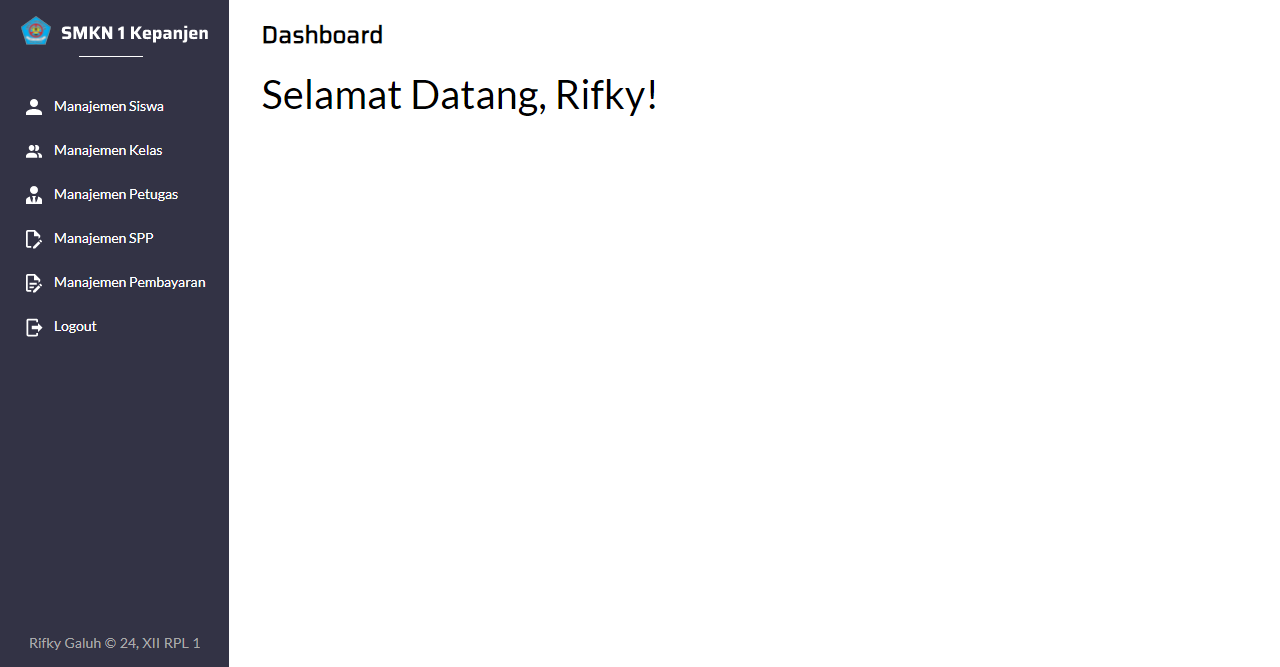 SMKN 1 Kepanjen
Manajemen Siswa
Manajemen Kelas
Manajemen Petugas
Manajemen SPP
Manajemen Pembayaran
Logout
Rifky Galuh © 24, XII RPL 1
Dashboard
Selamat Datang, Rifky!